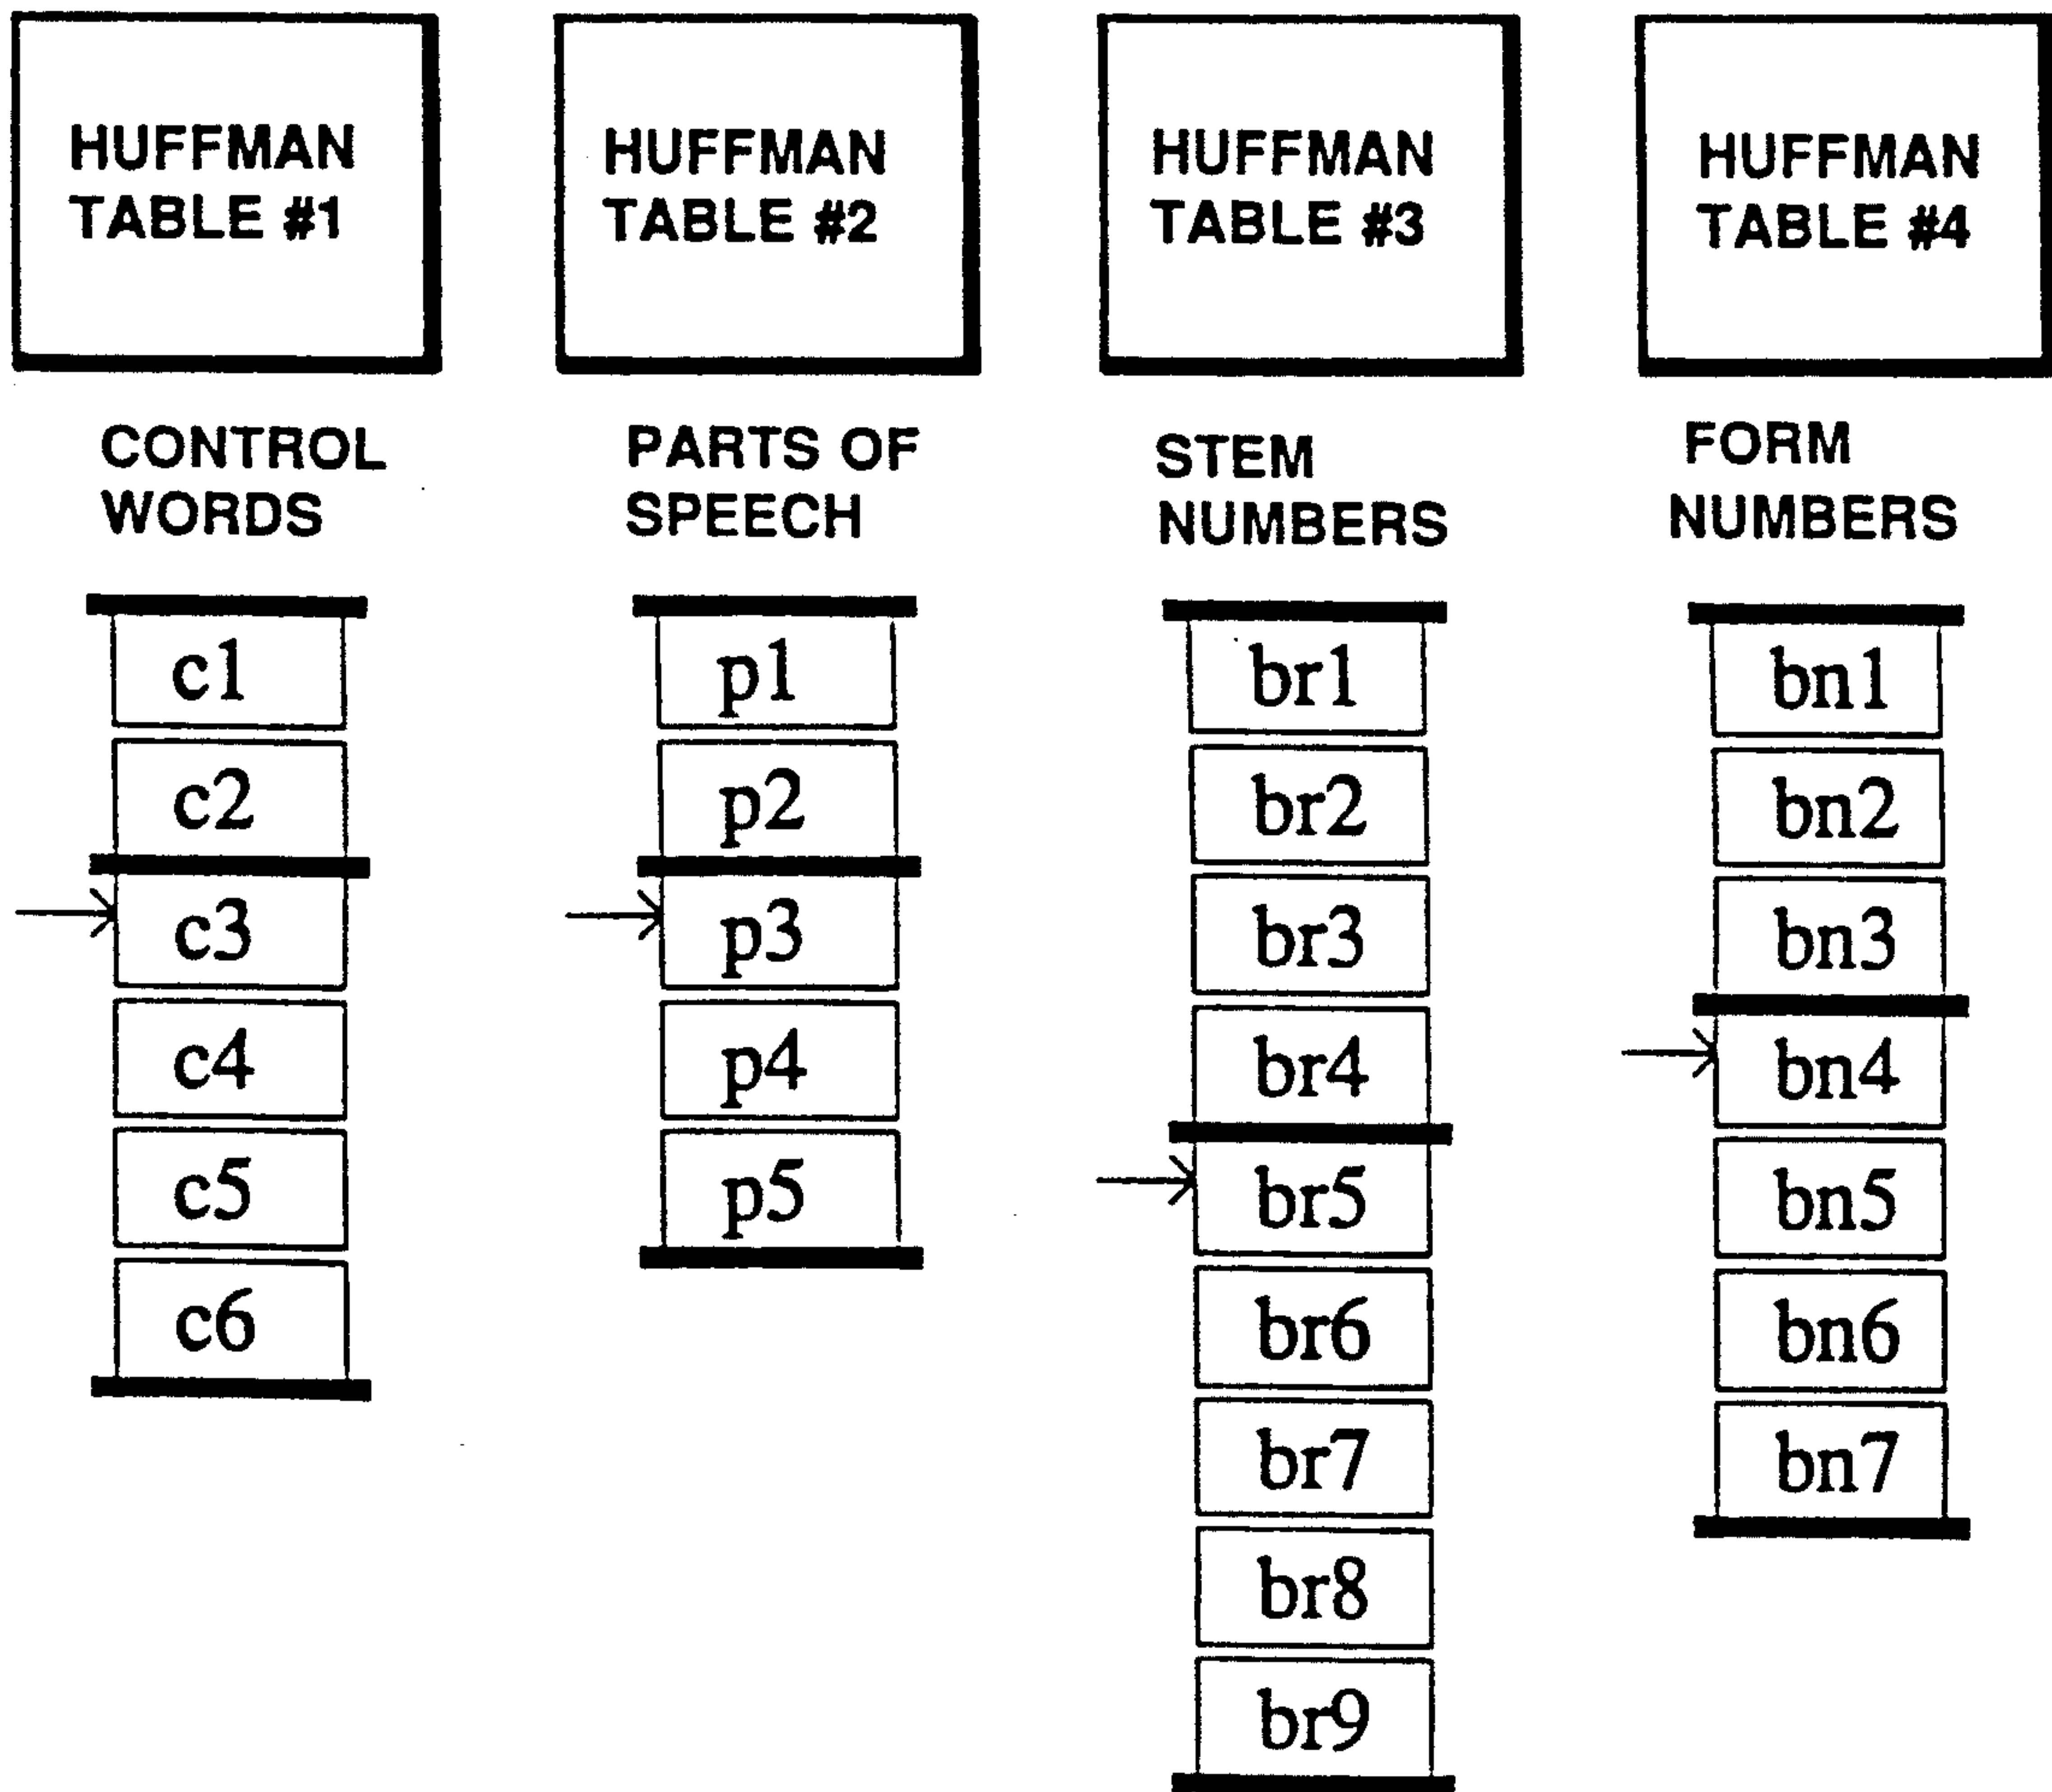 HUFFMAN
TABLE #1
HUFFMAN
TABLE #2
HUFFMAN
TABLE #3
HUFFMAN
TABLE #4
CONTROL
WORDS
PARTS OF
SPEECH
STEM
NUMBERS
FORM
NUMBERS
c1
c2
c3
c4
c5
c6
p1
p2
p3
p4
p5
br1
br2
br3
br4
br5
br6
br7
br8
br9
bn1
bn2
bn3
bn4
bn5
bn6
bn7